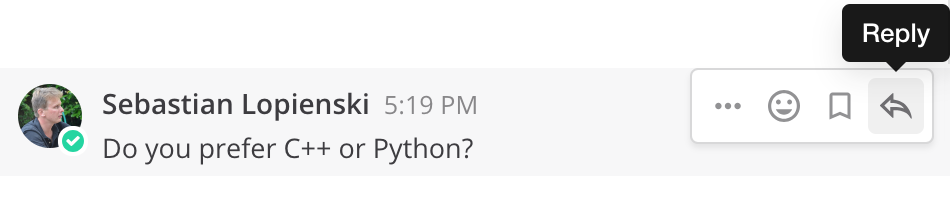 Reply
Sebastian Lopienski 5:19 PM
Do you prefer C++ or Python?